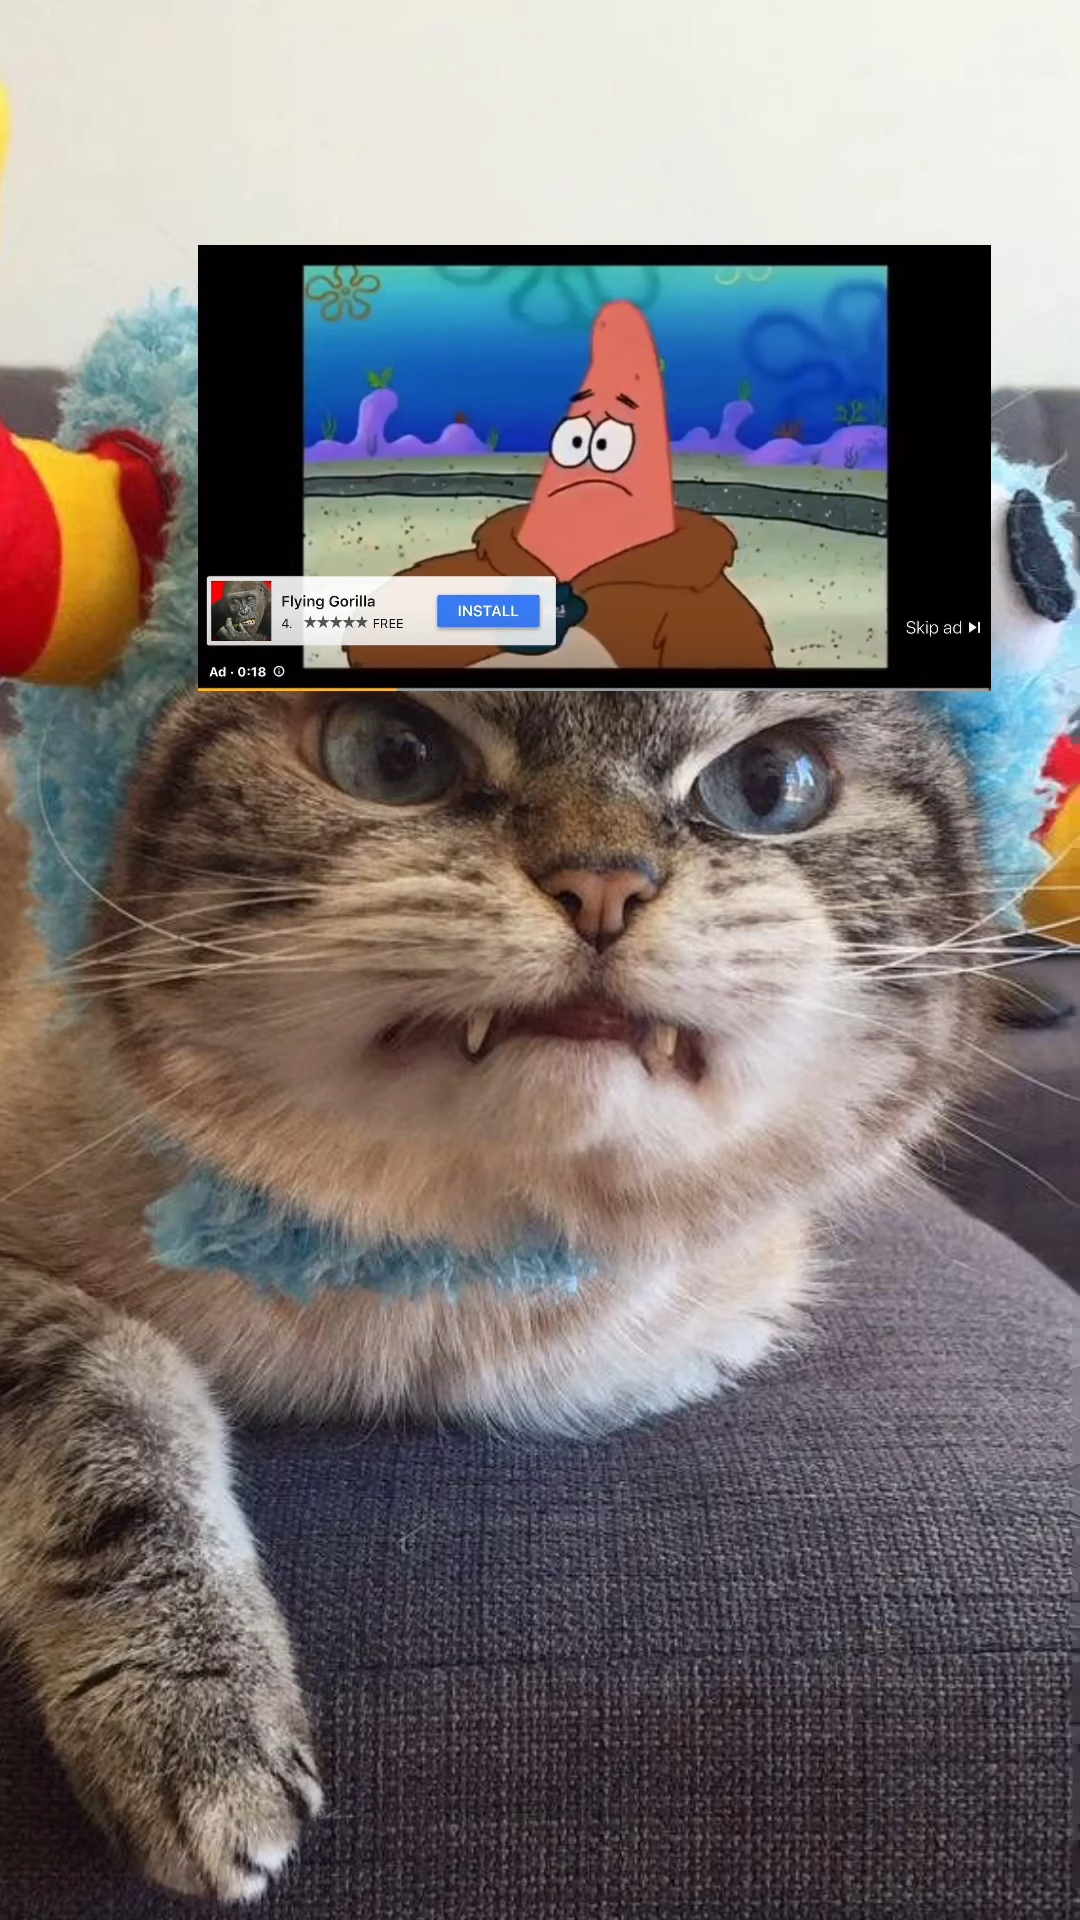 Flying Gorilla
4. ★★★★★ FREE
INSTALL
Skip ad
Ad · 0:18